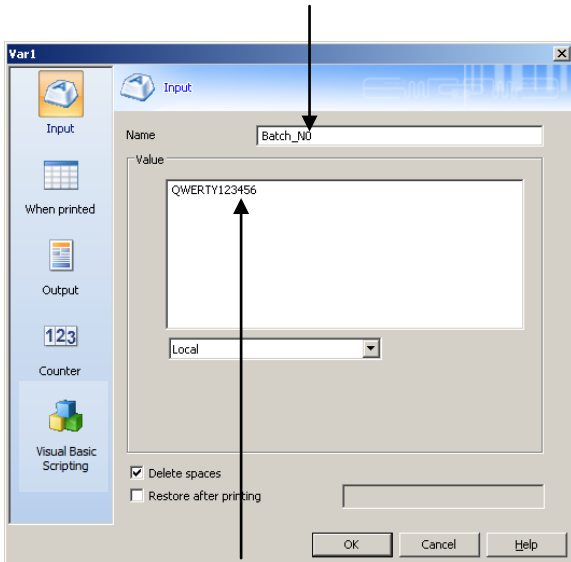 Var1
Input
Input
Name
Batch_N0
Value
QWERTY123456
When printed
Output
Local
123
Counter
Visual Basic
Scripting
Delete spaces
Restore after printing
OK
Cancel
Help